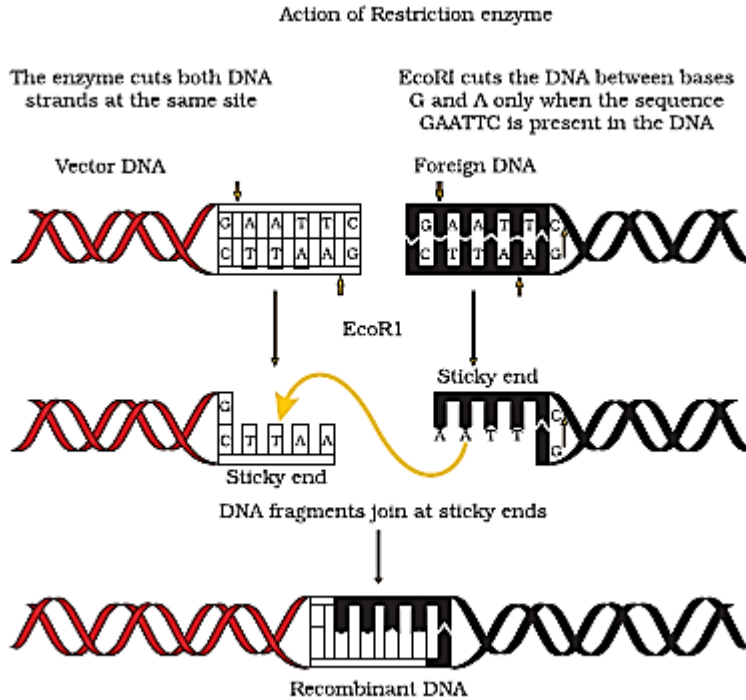 Action of Restriction enzyme
The enzyme cuts both DNA
strands at the same site
EcoRI cuts the DNA between bases
G and A only when the sequence
GAATTC is present in the DNA
Vector DNA
Foreign DNA
G A A T T C
C T T A A G
G A A T T C
C T T A A G
EcoR1
Sticky end
G
C T T A A
C
A A T T
G
Sticky end
DNA fragments join at sticky ends
Recombinant DNA